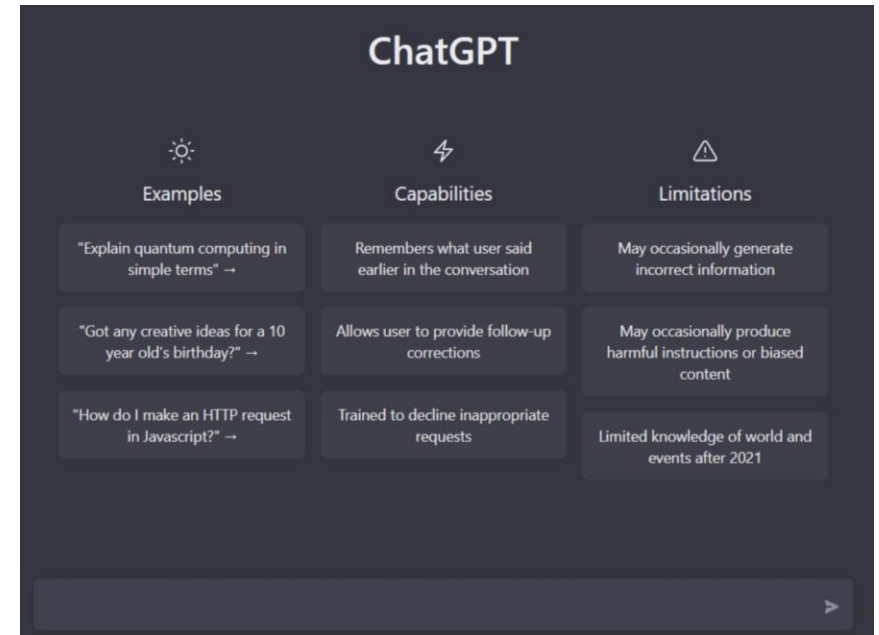 ChatGPT
Examples
"Explain quantum computing in
simple terms" →
"Got any creative ideas for a 10
year old's birthday?" →
"How do I make an HTTP request
in Javascript?" →
Capabilities
Remembers what user said
earlier in the conversation
Allows user to provide follow-up
corrections
Trained to decline inappropriate
requests
Limitations
May occasionally generate
incorrect information
May occasionally produce
harmful instructions or biased
content
Limited knowledge of world and
events after 2021